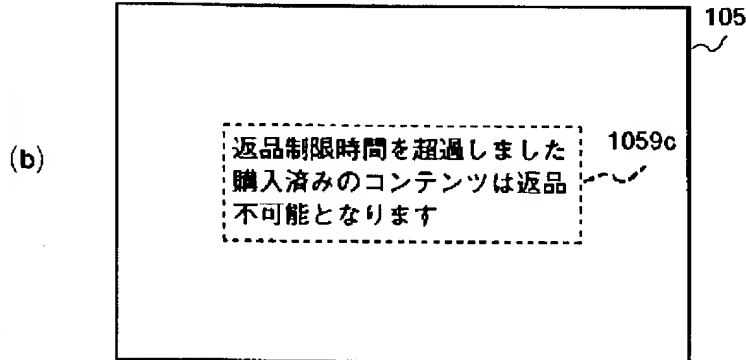 105
(b)
1059c
返品制限時間を超過しました
購入済みのコンテンツは返品
不可能となります